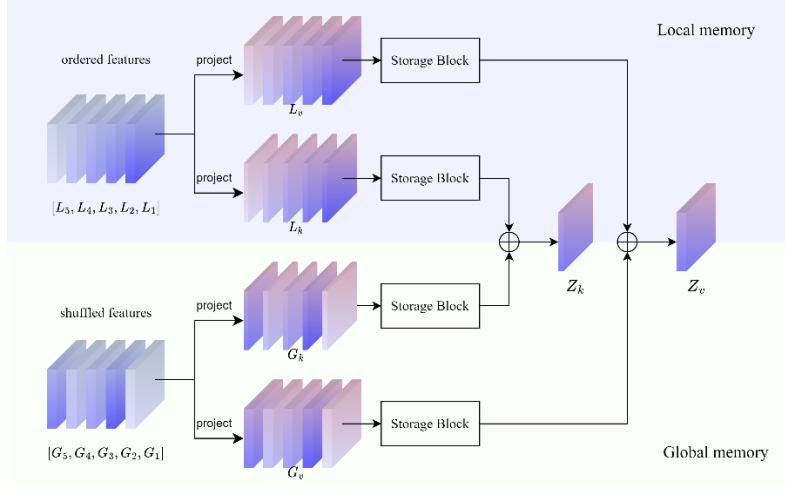 Local memory
ordered features
project
L_v
Storage Block
project
L_k
Storage Block
[L_5, L_4, L_3, L_2, L_1]
Z_k
Z_v
shuffled features
project
G_k
Storage Block
project
G_v
Storage Block
[G_5, G_4, G_3, G_2, G_1]
Global memory